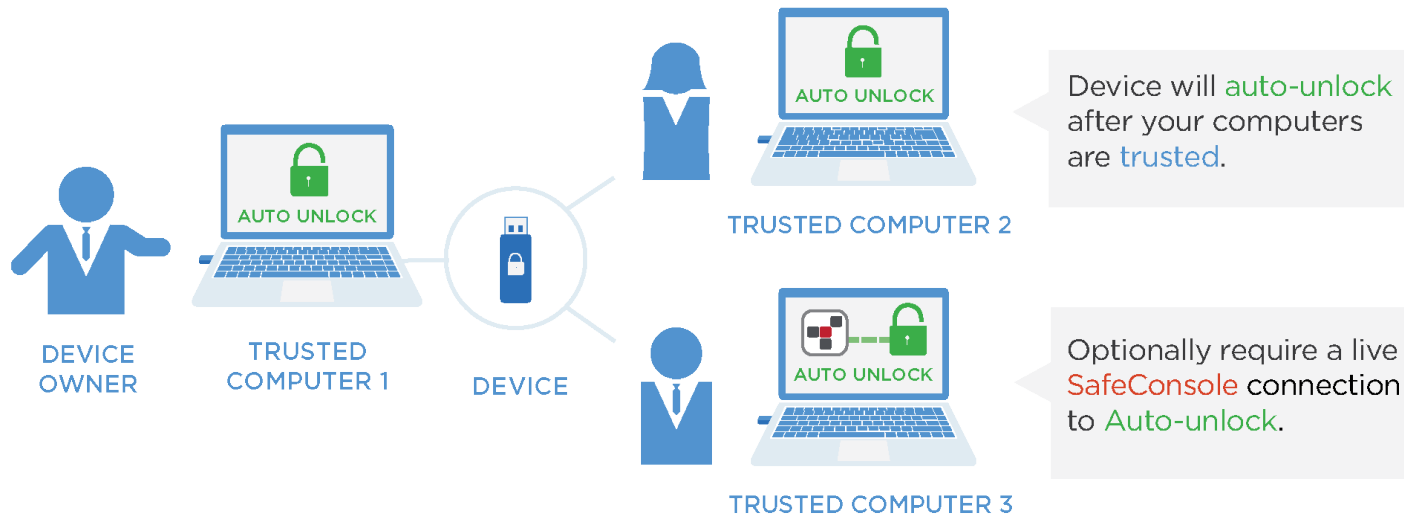 AUTO UNLOCK
DEVICE
OWNER
TRUSTED
COMPUTER 1
DEVICE
AUTO UNLOCK
TRUSTED COMPUTER 2
Device will auto-unlock
after your computers
are trusted.
AUTO UNLOCK
TRUSTED COMPUTER 3
Optionally require a live
SafeConsole connection
to Auto-unlock.